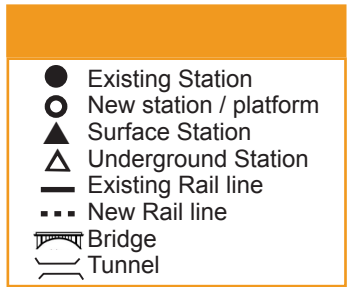 Existing Station
New station / platform
Surface Station
Underground Station
Existing Rail line
New Rail line
Bridge
Tunnel